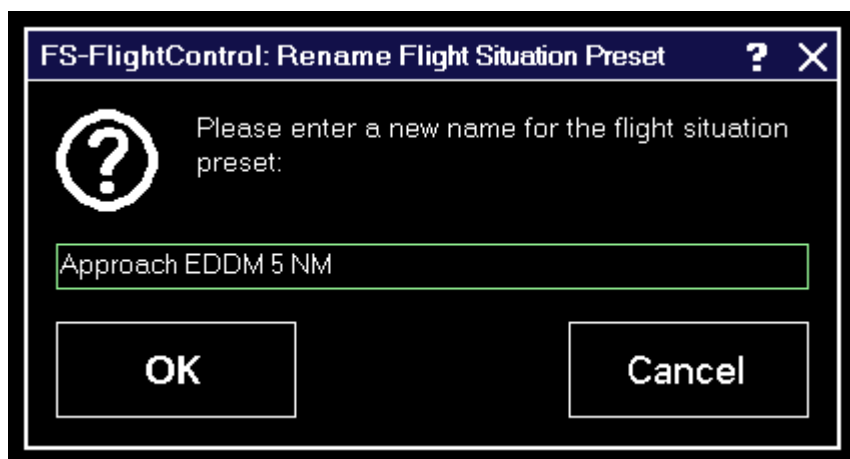 FS-FlightControl: Rename Flight Situation Preset ? X
Please enter a new name for the flight situation
preset:
Approach EDDM 5 NM
OK Cancel